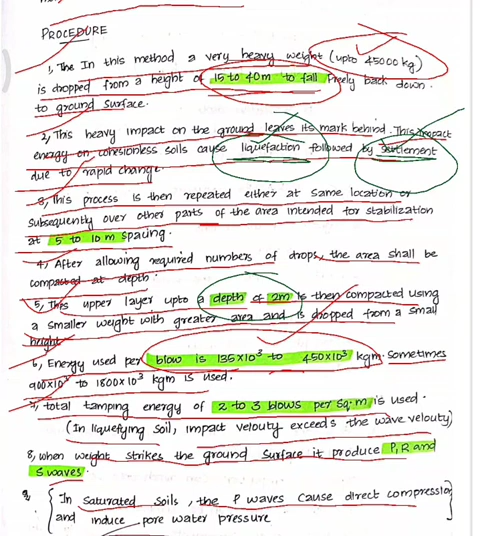 PROCEDURE
1, The In this method a very heavy weight (upto 45000 kg)
is dropped from a height of 15 to 40m to fall freely back down.
to ground surface.
2, This heavy impact on the ground leaves its mark behind. This impact
energy on cohesionless soils cause liquefaction followed by settlement
due to rapid change.
3, This process is then repeated either at same location or
subsequently over other parts of the area intended for stabilization
at 5 to 10 m spacing.
4, After allowing required numbers of drops, the area shall be
compacted at depth.
5, This upper layer upto a depth of 2m is then compacted using
a smaller weight with greater area and is dropped from a small
height
6, Energy used per blow is 135x10³ to 450x10³ kgm. sometimes
900x10³ to 1800x10³ kgm is used.
7, total tamping energy of 2 to 3 blows per sq.m is used.
(In liquefying soil, impact velouty exceeds the wave velouty)
8, when weight strikes the ground surface it produce P, R and
S waves.
9, In saturated soils, the P waves cause direct compression
and induce pore water pressure